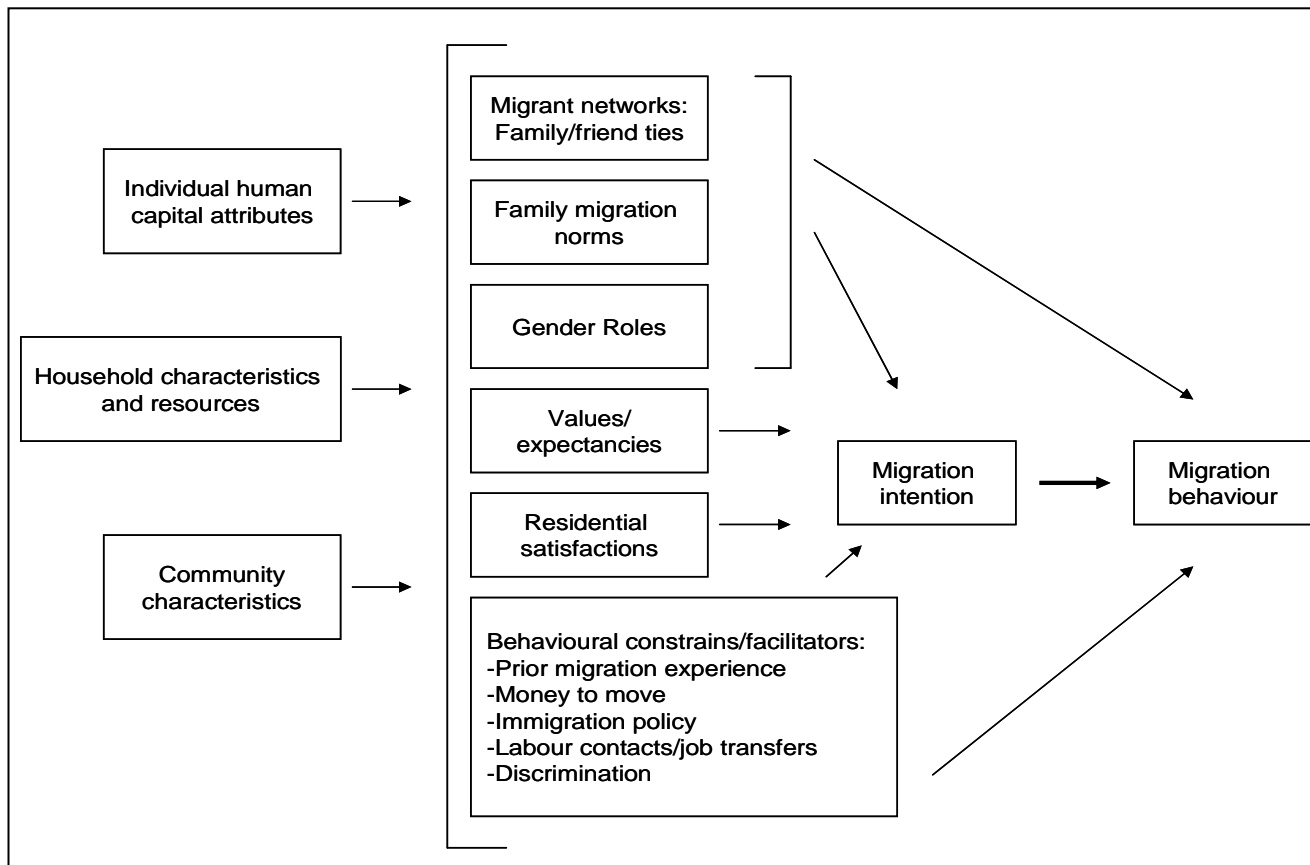 Individual human
capital attributes
Household characteristics
and resources
Community
characteristics
Migrant networks:
Family/friend ties
Family migration
norms
Gender Roles
Values/
expectancies
Residential
satisfactions
Behavioural constrains/facilitators:
-Prior migration experience
-Money to move
-Immigration policy
-Labour contacts/job transfers
-Discrimination
Migration
intention
Migration
behaviour